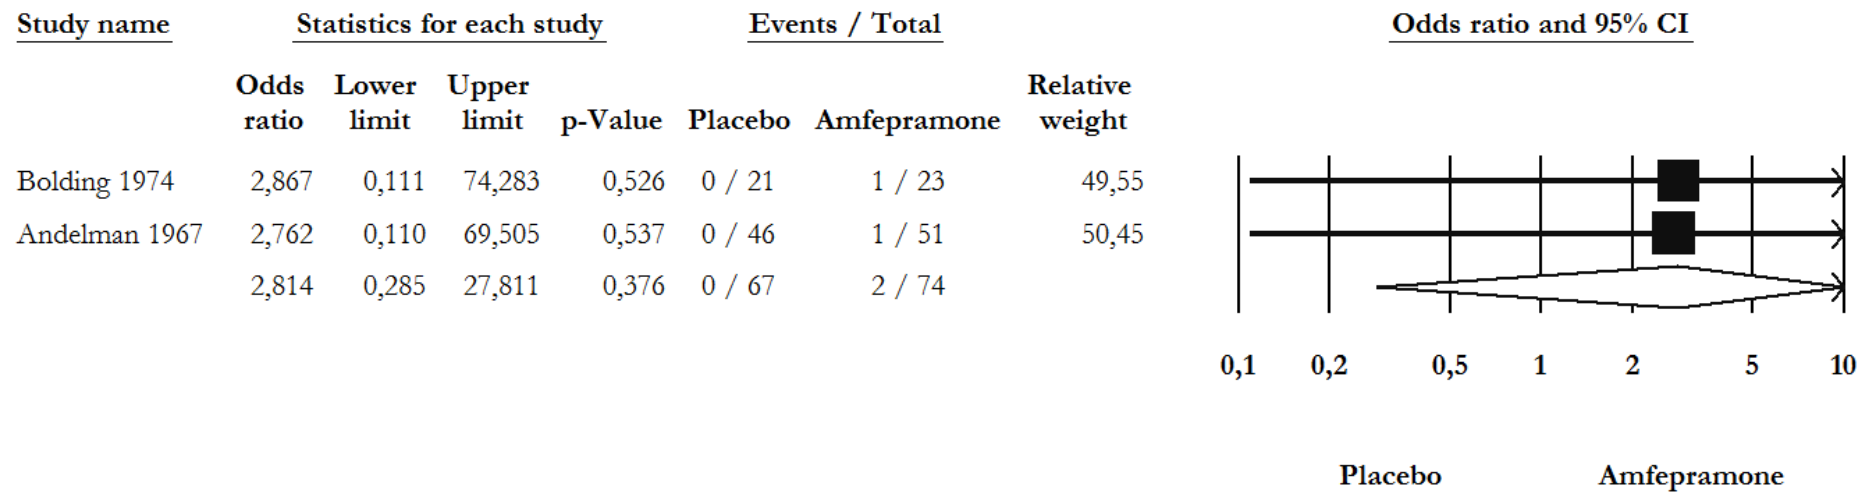 Study name Statistics for each study Events / Total Odds ratio and 95% CI
Odds Lower Upper Relative
ratio limit limit p-Value Placebo Amfepramone weight
Bolding 1974 2,867 0,111 74,283 0,526 0 / 21 1 / 23 49,55
Andelman 1967 2,762 0,110 69,505 0,537 0 / 46 1 / 51 50,45
2,814 0,285 27,811 0,376 0 / 67 2 / 74
0,1 0,2 0,5 1 2 5 10
Placebo Amfepramone